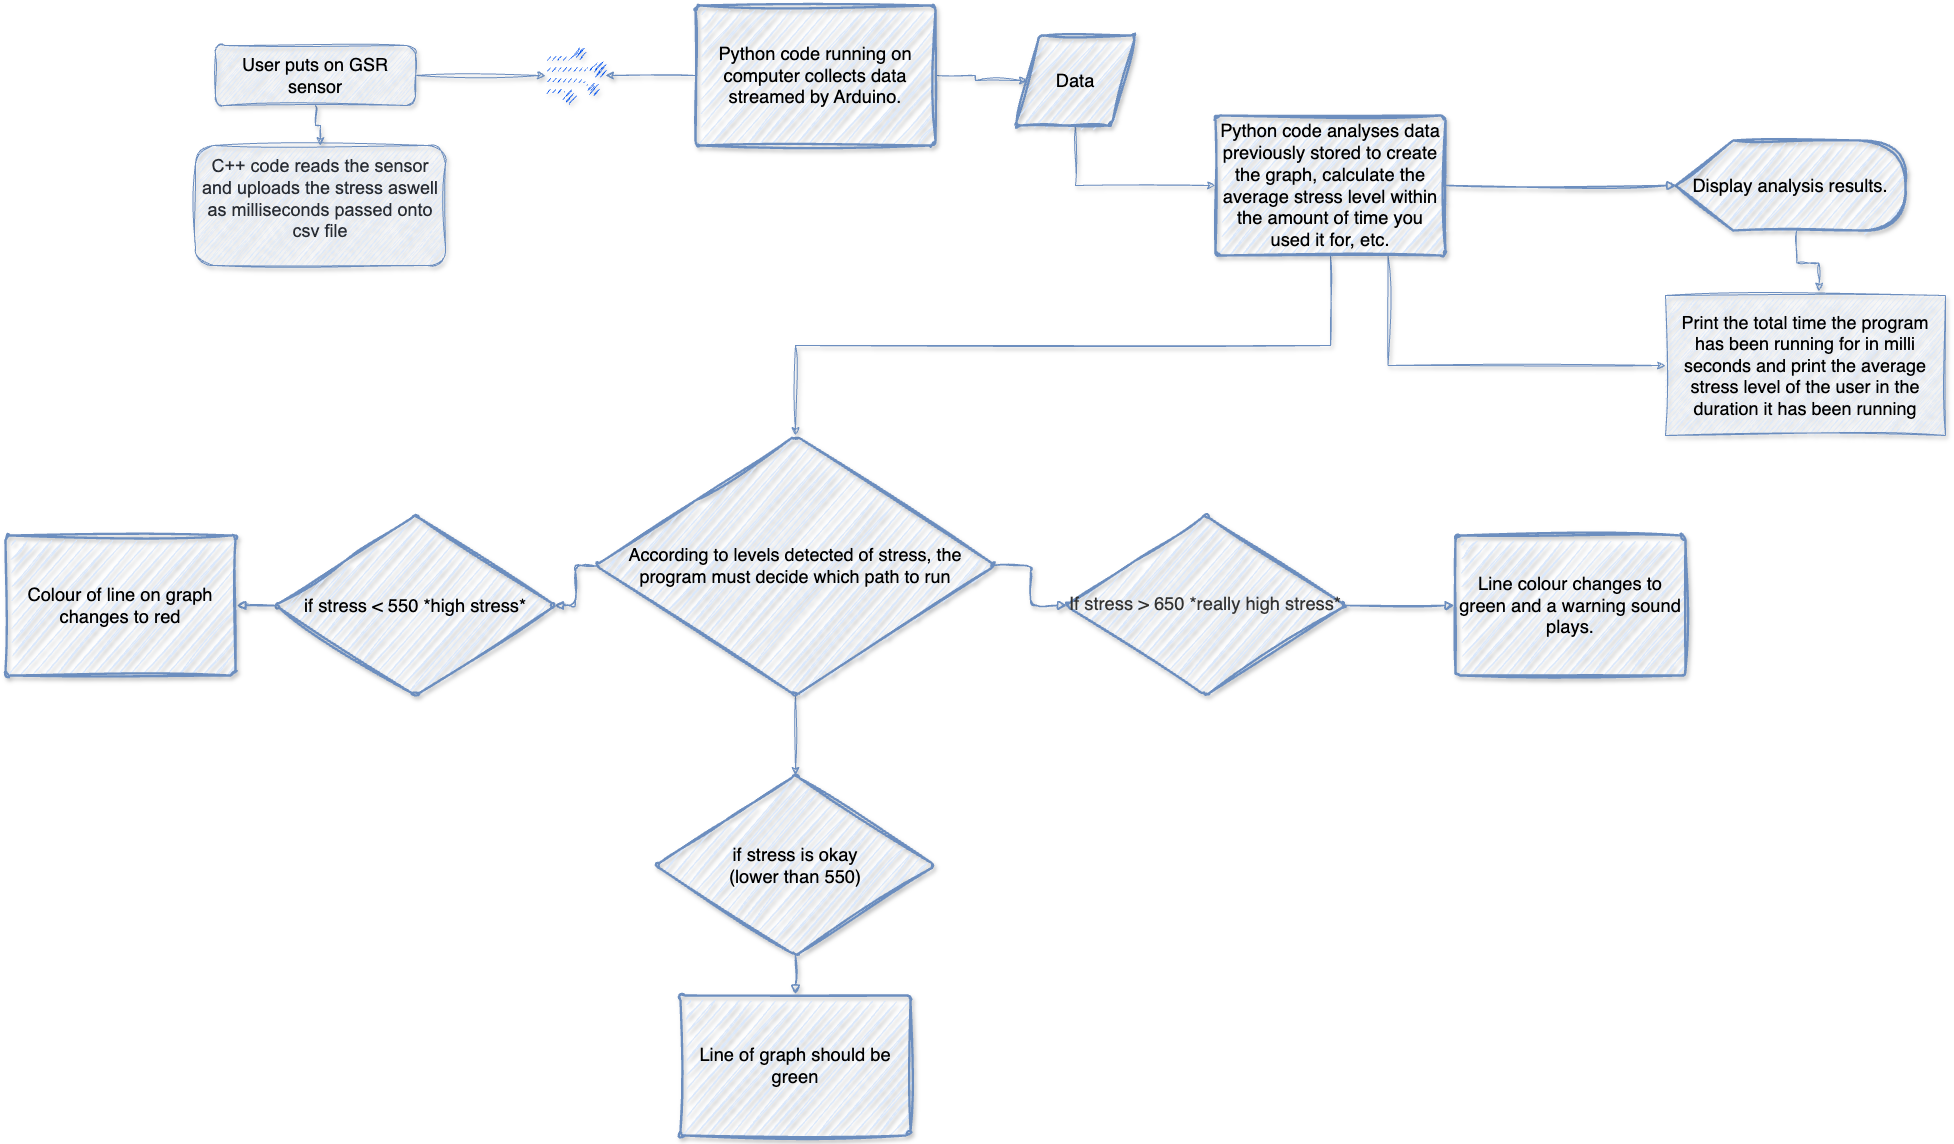 User puts on GSR
sensor
C++ code reads the sensor
and uploads the stress aswell
as milliseconds passed onto
csv file
Python code running on
computer collects data
streamed by Arduino.
Data
Python code analyses data
previously stored to create
the graph, calculate the
average stress level within
the amount of time you
used it for, etc.
Display analysis results.
Print the total time the program
has been running for in milli
seconds and print the average
stress level of the user in the
duration it has been running
According to levels detected of stress, the
program must decide which path to run
if stress < 550 *high stress*
Colour of line on graph
changes to red
If stress > 650 *really high stress*
Line colour changes to
green and a warning sound
plays.
if stress is okay
(lower than 550)
Line of graph should be
green